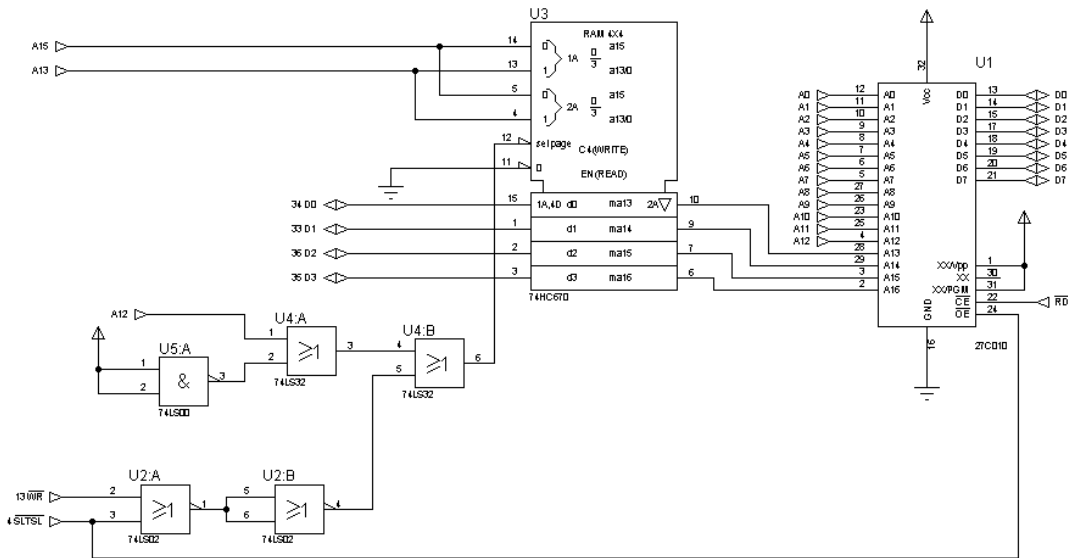 U3
RAM 4X4
A15 14 0 1A 0/3 a15
A13 13 1 a13/0
5 0 2A 0/3 a15
4 1 a13/0
12 selpage C4(WRITE)
11 0 EN(READ)
34 D0 15 1A,4D d0 ma13 2A 10
33 D1 1 d1 ma14 9
36 D2 2 d2 ma15 7
35 D3 3 d3 ma16 6
74HC670
U1
32 Vcc
A0 12 A0 D0 13 D0
A1 11 A1 D1 14 D1
A2 10 A2 D2 15 D2
A3 9 A3 D3 17 D3
A4 8 A4 D4 18 D4
A5 7 A5 D5 19 D5
A6 6 A6 D6 20 D6
A7 5 A7 D7 21 D7
A8 27 A8
A9 26 A9
A10 23 A10
A11 25 A11
A12 4 A12
28 A13
29 A14 XX/Vpp 1
3 A15 XX 30
2 A16 XX/PGM 31
CE 22 RD
GND OE 24
16
27C010
A12 1 U4:A ≥1 3
2
74LS32
U5:A
1 & 3
2
74LS00
U4:B
4 ≥1 6
5
74LS32
U2:A
13 WR 2 ≥1 1
4 SLTSL 3
74LS02
U2:B
5 ≥1 4
6
74LS02